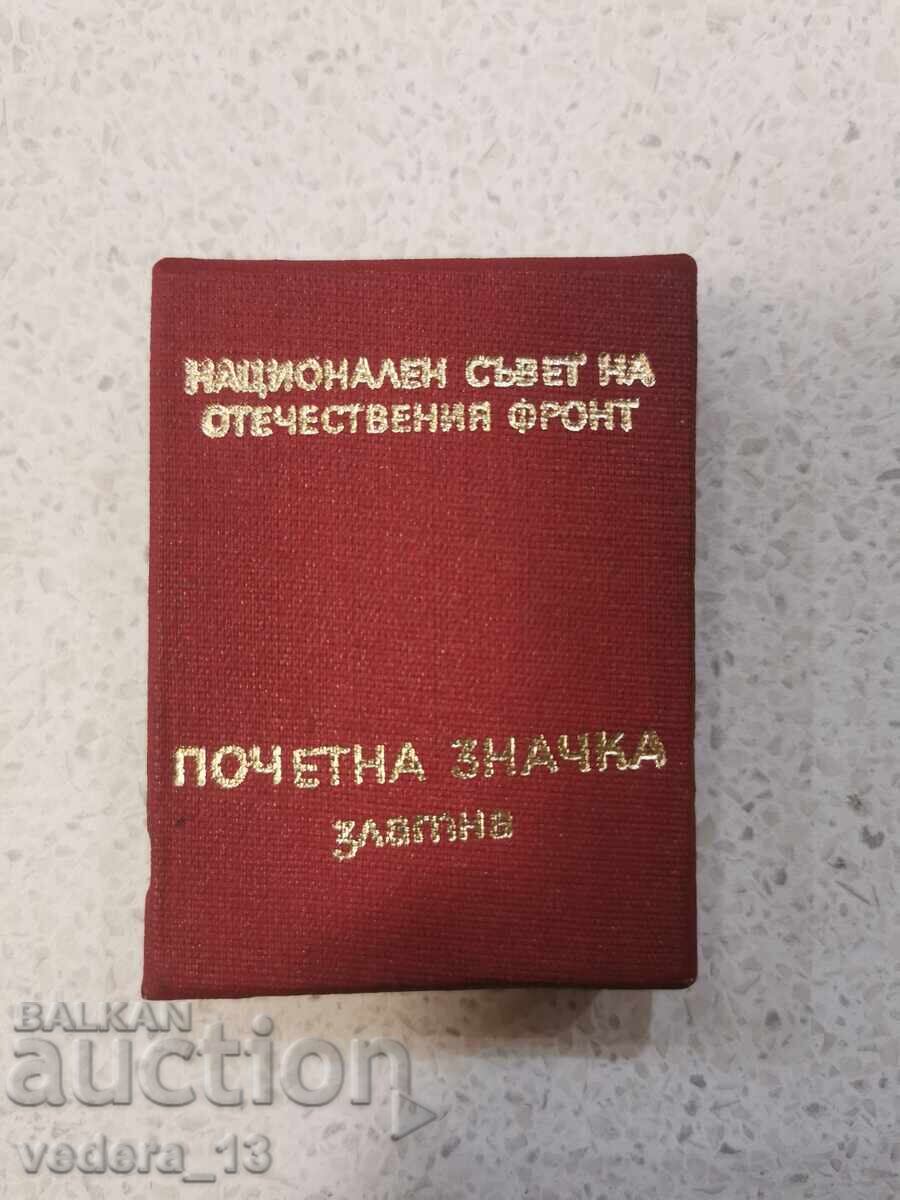 НАЦИОНАЛЕН СЪВЕТ НА
ОТЕЧЕСТВЕНИЯ ФРОНТ
ПОЧЕТНА ЗНАЧКА
златна
BALKAN
auction
vedera_13